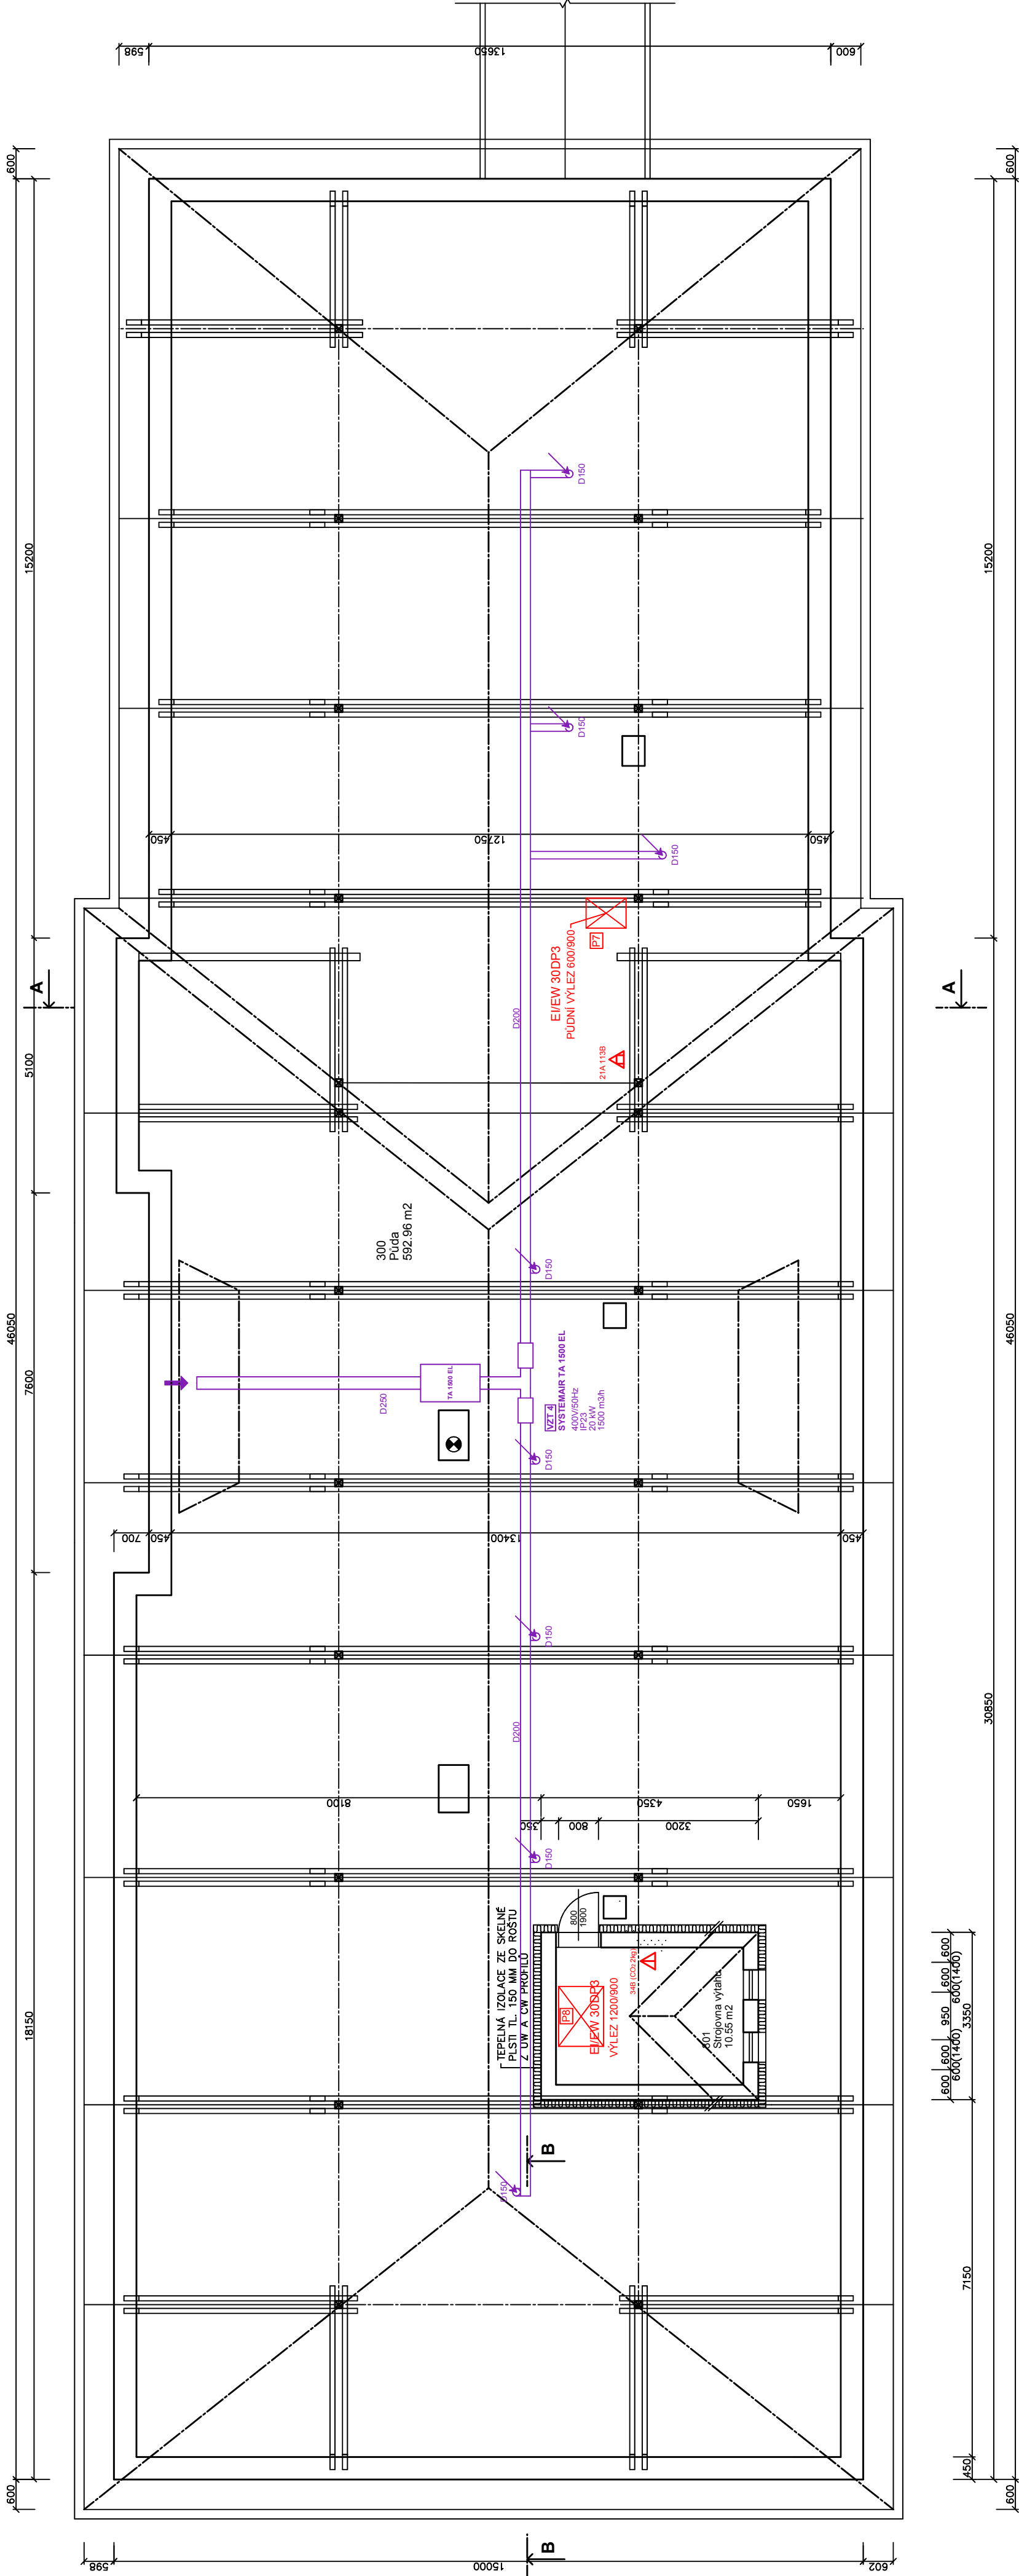 598
13650
600
600
600
15200
15200
D150
D150
450
12750
450
D150
P7
EI/EW 30DP3
PŮDNÍ VÝLEZ 600/900
D200
21A 113B
A
A
5100
300
Půda
592.96 m2
46050
46050
7600
D150
D250
TA 1500 EL
VZT 4
SYSTEMAIR TA 1500 EL
400V/50Hz
IP23
20 kW
1500 m3/h
D150
700
450
13400
450
D150
D200
30850
8100
4350
1650
350
800
3200
D150
18150
TEPELNÁ IZOLACE ZE SKELNÉ
PLSTI TL. 150 MM DO ROŠTU
Z UW A CW PROFILŮ
800
1900
P8
EI/EW 30DP3
VÝLEZ 1200/900
34B (CO2 2kg)
Strojovna výtahu
10.55 m2
600
600
600(1400)
950
600
600(1400)
600
3350
B
D150
7150
450
600
600
598
15000
B
602